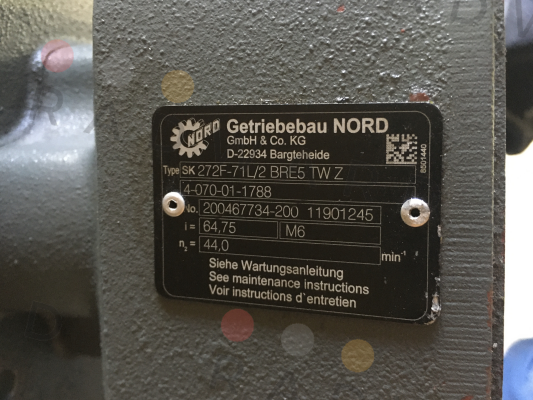 NORD
Getriebebau NORD
GmbH & Co. KG
D-22934 Bargteheide
8501440
Type SK 272F-71L/2 BRE5 TW Z
4-070-01-1788
No. 200467734-200 11901245
i = 64,75 M6
n₂ = 44,0 min⁻¹
Siehe Wartungsanleitung
See maintenance instructions
Voir instructions d`entretien